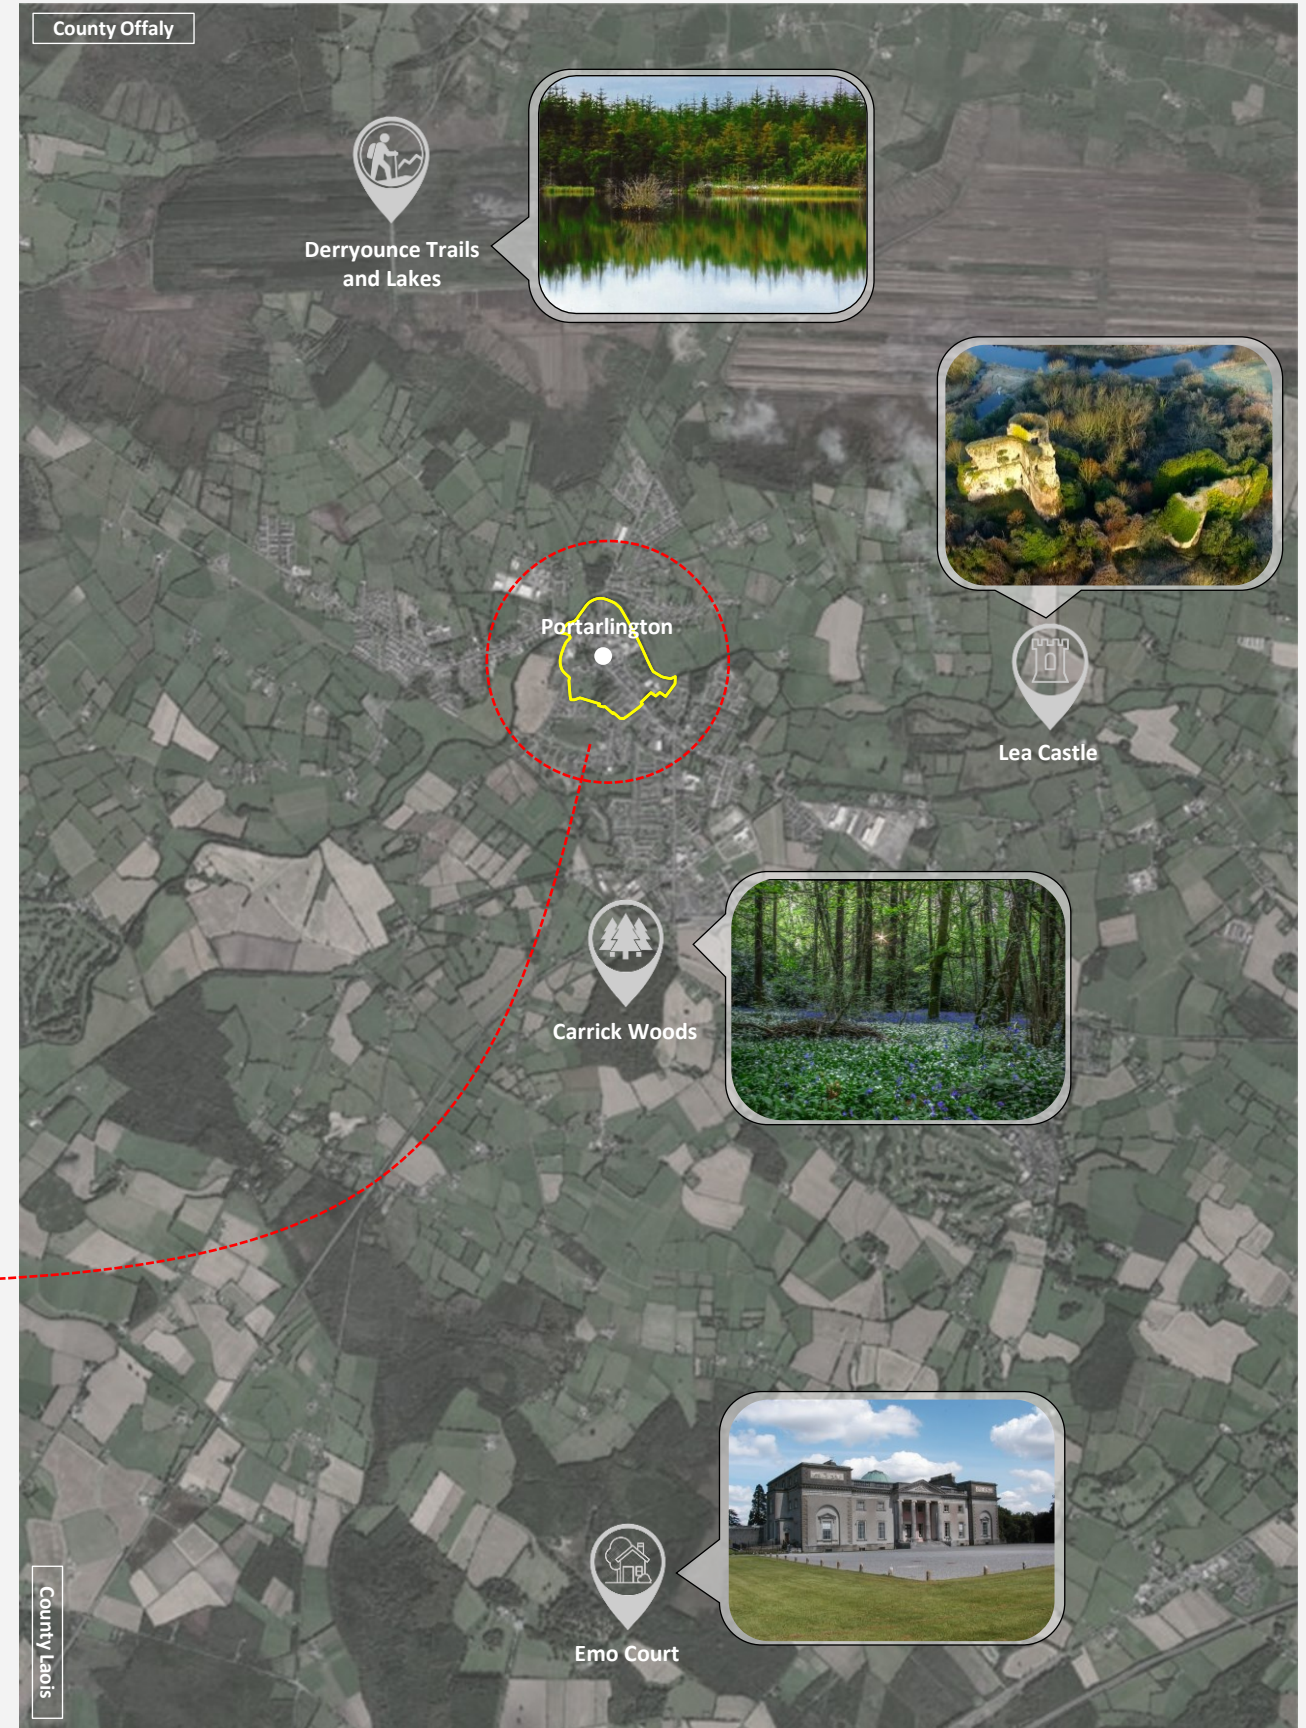 County Offaly
Derryounce Trails
and Lakes
Portarlington
Lea Castle
Carrick Woods
Emo Court
County Laois